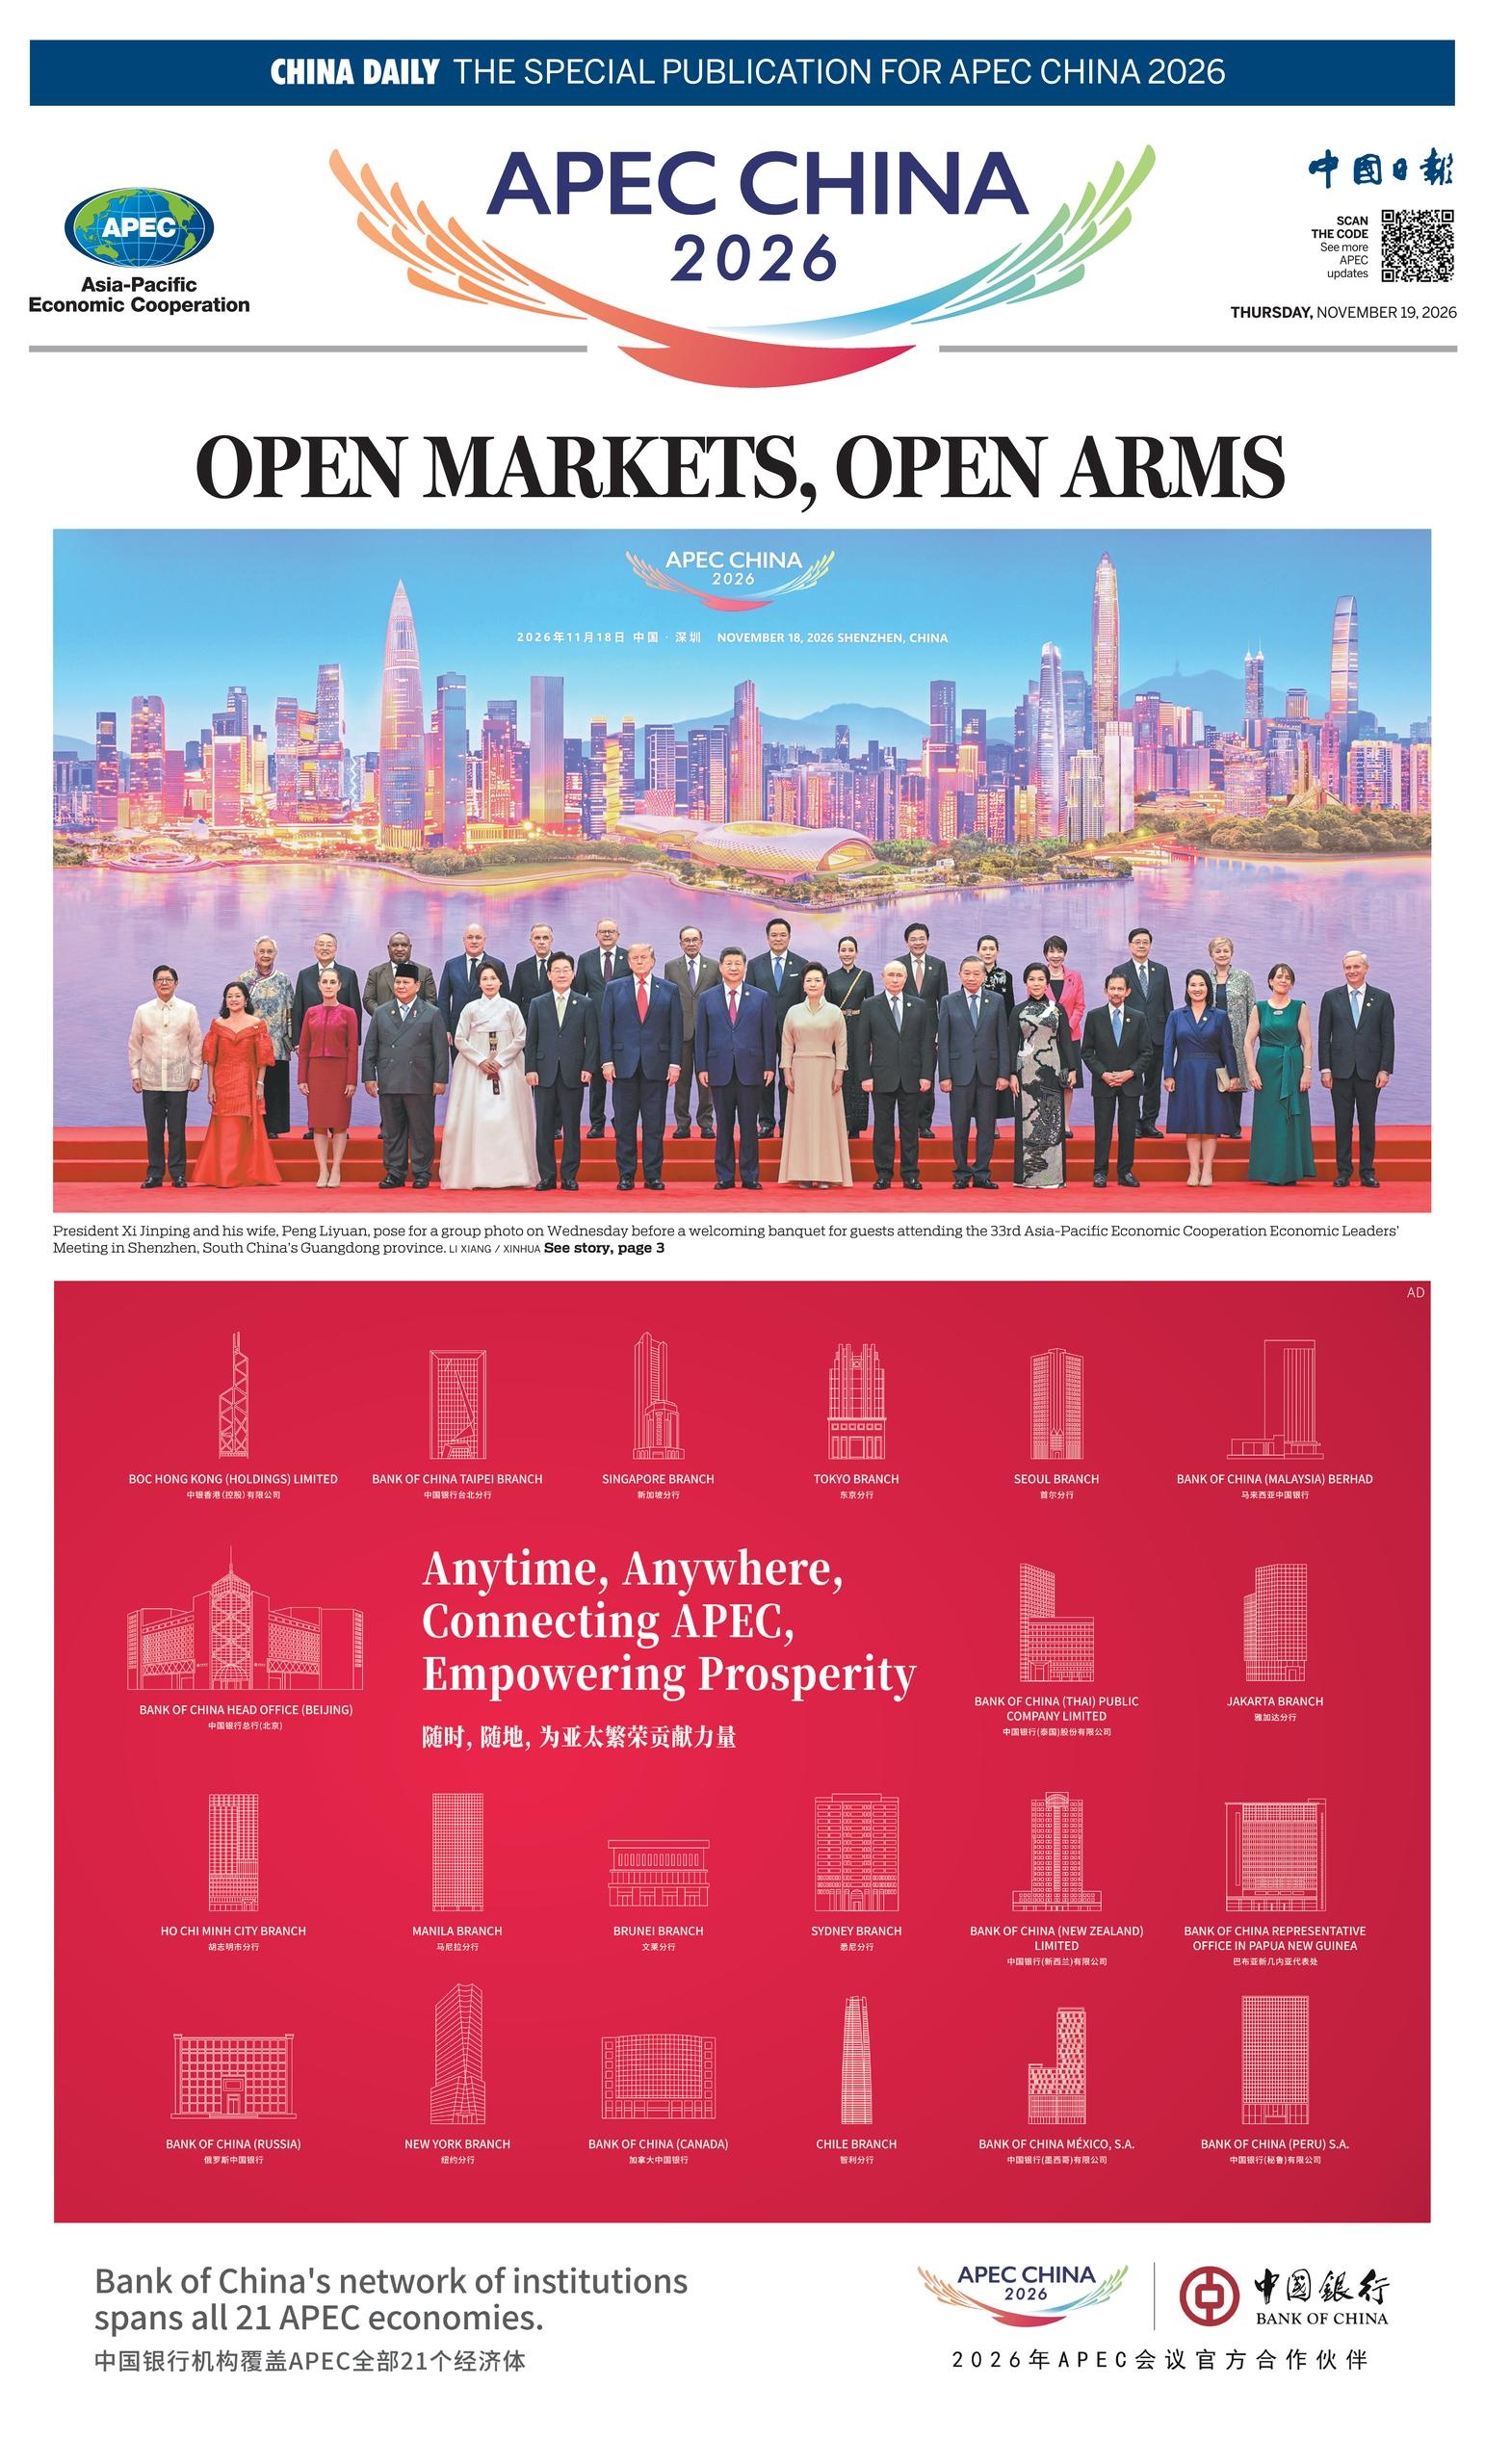 CHINA DAILY THE SPECIAL PUBLICATION FOR APEC CHINA 2026
APEC
Asia-Pacific
Economic Cooperation
APEC CHINA
2026
中國日報
SCAN
THE CODE
See more
APEC
updates
THURSDAY, NOVEMBER 19, 2026
OPEN MARKETS, OPEN ARMS
APEC CHINA
2026
2026年11月18日 中国 · 深圳 NOVEMBER 18, 2026 SHENZHEN, CHINA
President Xi Jinping and his wife, Peng Liyuan, pose for a group photo on Wednesday before a welcoming banquet for guests attending the 33rd Asia-Pacific Economic Cooperation Economic Leaders'
Meeting in Shenzhen, South China's Guangdong province. LI XIANG / XINHUA See story, page 3
AD
BOC HONG KONG (HOLDINGS) LIMITED
中银香港(控股)有限公司
BANK OF CHINA TAIPEI BRANCH
中国银行台北分行
SINGAPORE BRANCH
新加坡分行
TOKYO BRANCH
东京分行
SEOUL BRANCH
首尔分行
BANK OF CHINA (MALAYSIA) BERHAD
马来西亚中国银行
BANK OF CHINA HEAD OFFICE (BEIJING)
中国银行总行(北京)
Anytime, Anywhere,
Connecting APEC,
Empowering Prosperity
随时, 随地, 为亚太繁荣贡献力量
BANK OF CHINA (THAI) PUBLIC
COMPANY LIMITED
中国银行(泰国)股份有限公司
JAKARTA BRANCH
雅加达分行
HO CHI MINH CITY BRANCH
胡志明市分行
MANILA BRANCH
马尼拉分行
BRUNEI BRANCH
文莱分行
SYDNEY BRANCH
悉尼分行
BANK OF CHINA (NEW ZEALAND)
LIMITED
中国银行(新西兰)有限公司
BANK OF CHINA REPRESENTATIVE
OFFICE IN PAPUA NEW GUINEA
巴布亚新几内亚代表处
BANK OF CHINA (RUSSIA)
俄罗斯中国银行
NEW YORK BRANCH
纽约分行
BANK OF CHINA (CANADA)
加拿大中国银行
CHILE BRANCH
智利分行
BANK OF CHINA MÉXICO, S.A.
中国银行(墨西哥)有限公司
BANK OF CHINA (PERU) S.A.
中国银行(秘鲁)有限公司
Bank of China's network of institutions
spans all 21 APEC economies.
中国银行机构覆盖APEC全部21个经济体
APEC CHINA
2026
中國銀行
BANK OF CHINA
2026年APEC会议官方合作伙伴